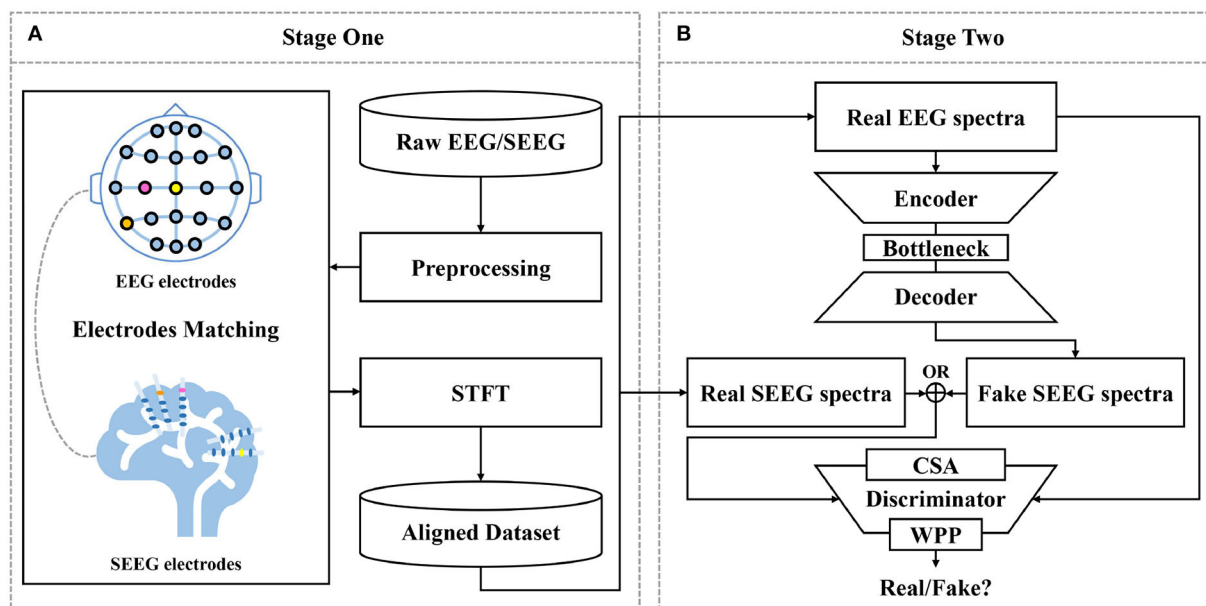 A
Stage One
EEG electrodes
Electrodes Matching
SEEG electrodes
Raw EEG/SEEG
Preprocessing
STFT
Aligned Dataset
B
Stage Two
Real EEG spectra
Encoder
Bottleneck
Decoder
Real SEEG spectra
OR
Fake SEEG spectra
CSA
Discriminator
WPP
Real/Fake?